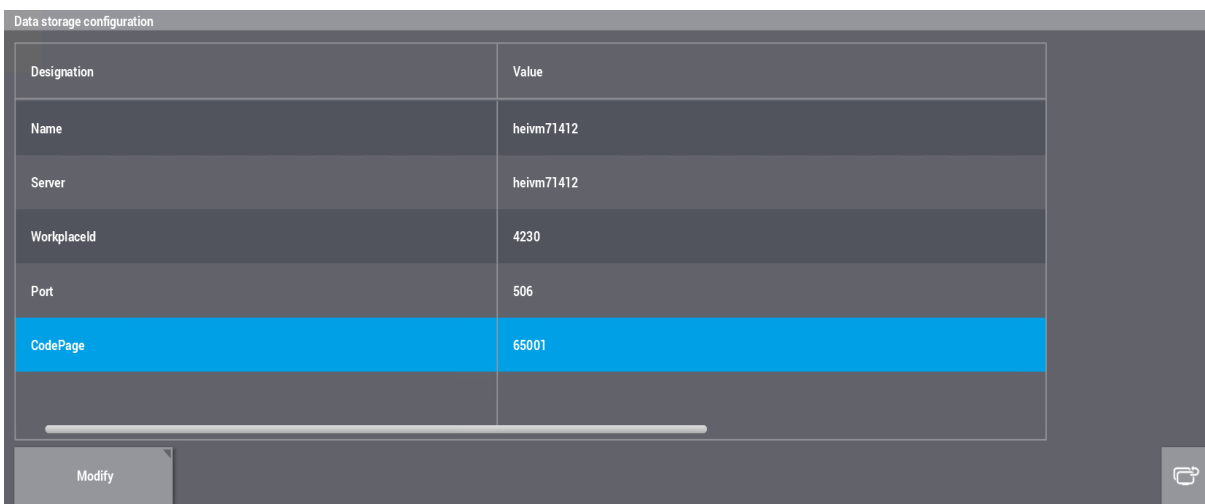 Data storage configuration
Designation Value
Name heivm71412
Server heivm71412
WorkplaceId 4230
Port 506
CodePage 65001
Modify